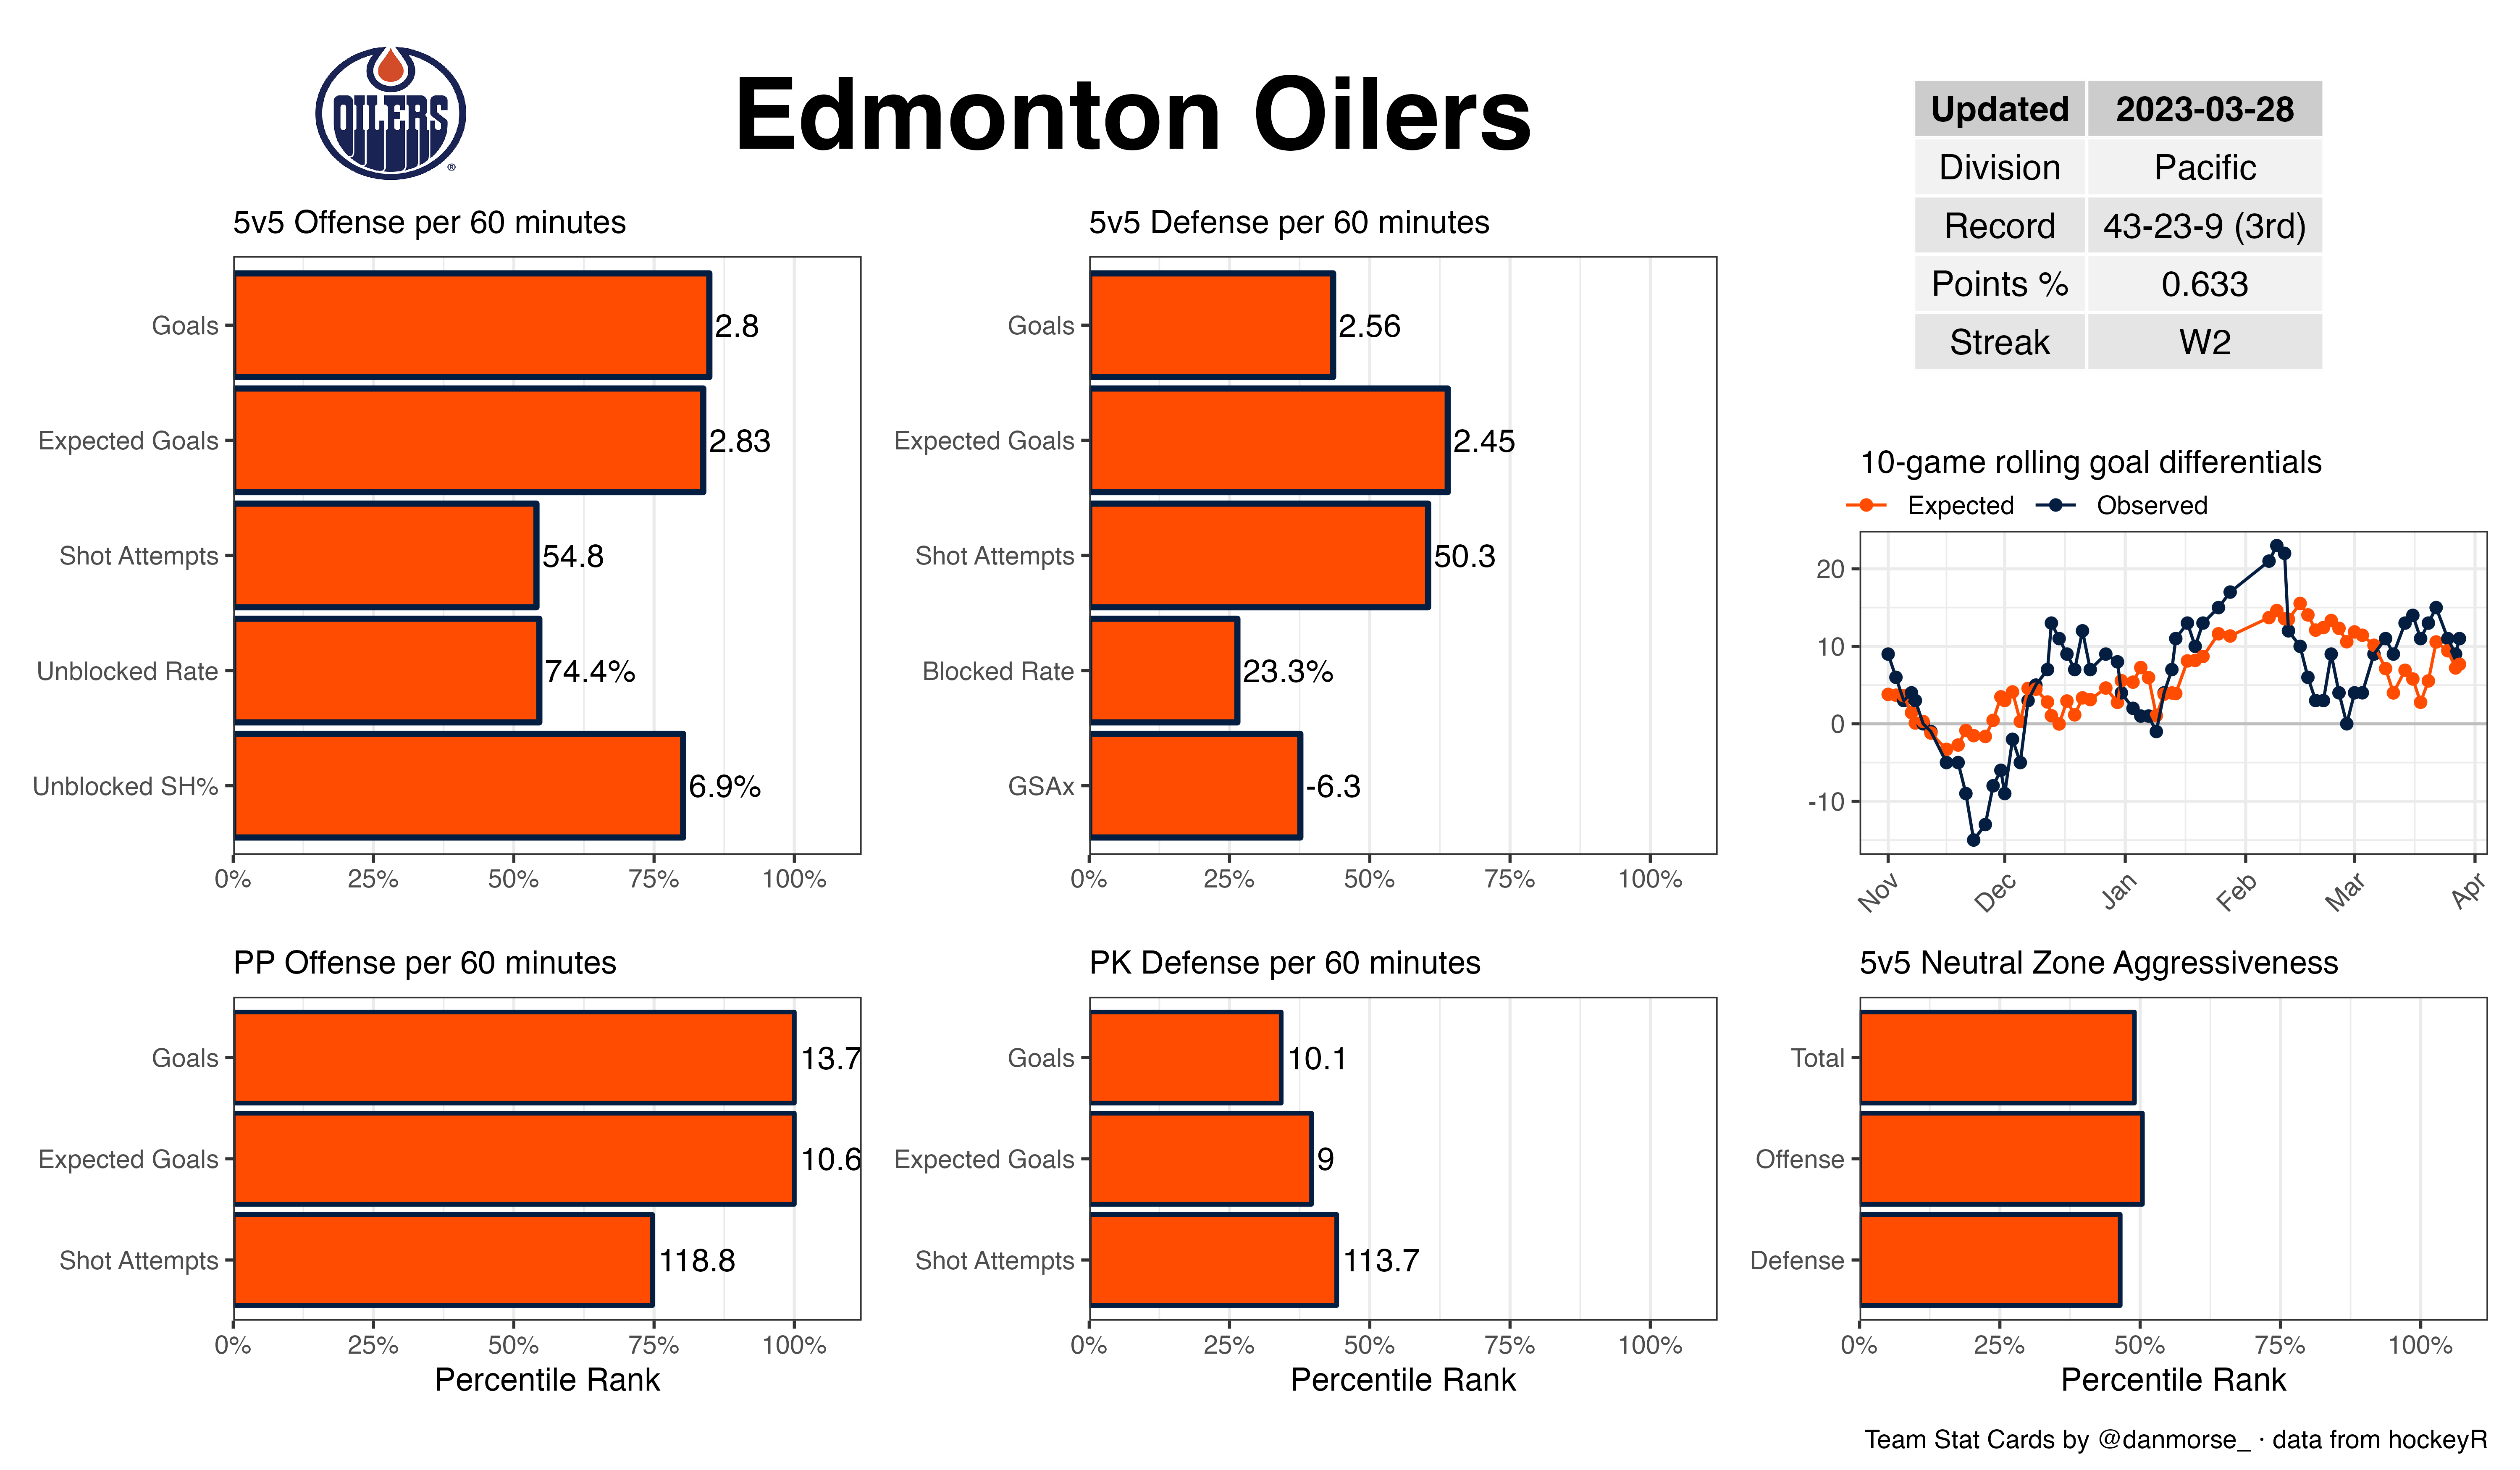 OILERS
®
Edmonton Oilers
Updated 2023-03-28
Division Pacific
Record 43-23-9 (3rd)
Points % 0.633
Streak W2
5v5 Offense per 60 minutes
Goals 2.8
Expected Goals 2.83
Shot Attempts 54.8
Unblocked Rate 74.4%
Unblocked SH% 6.9%
0% 25% 50% 75% 100%
5v5 Defense per 60 minutes
Goals 2.56
Expected Goals 2.45
Shot Attempts 50.3
Blocked Rate 23.3%
GSAx -6.3
0% 25% 50% 75% 100%
10-game rolling goal differentials
Expected Observed
20
10
0
-10
Nov Dec Jan Feb Mar Apr
PP Offense per 60 minutes
Goals 13.7
Expected Goals 10.6
Shot Attempts 118.8
0% 25% 50% 75% 100%
Percentile Rank
PK Defense per 60 minutes
Goals 10.1
Expected Goals 9
Shot Attempts 113.7
0% 25% 50% 75% 100%
Percentile Rank
5v5 Neutral Zone Aggressiveness
Total
Offense
Defense
0% 25% 50% 75% 100%
Percentile Rank
Team Stat Cards by @danmorse_ · data from hockeyR